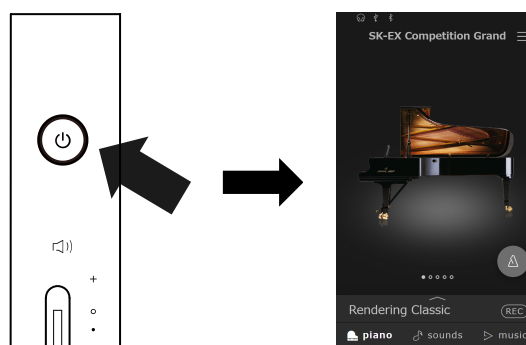 SK-EX Competition Grand
Rendering Classic
REC
piano sounds music